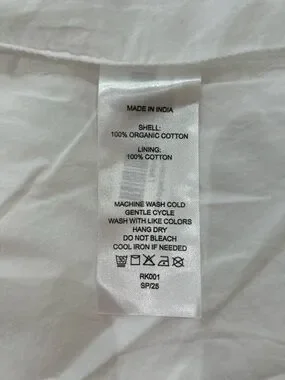 MADE IN INDIA
SHELL:
100% ORGANIC COTTON
LINING:
100% COTTON
MACHINE WASH COLD
GENTLE CYCLE
WASH WITH LIKE COLORS
HANG DRY
DO NOT BLEACH
COOL IRON IF NEEDED
30
RK001
SP/25